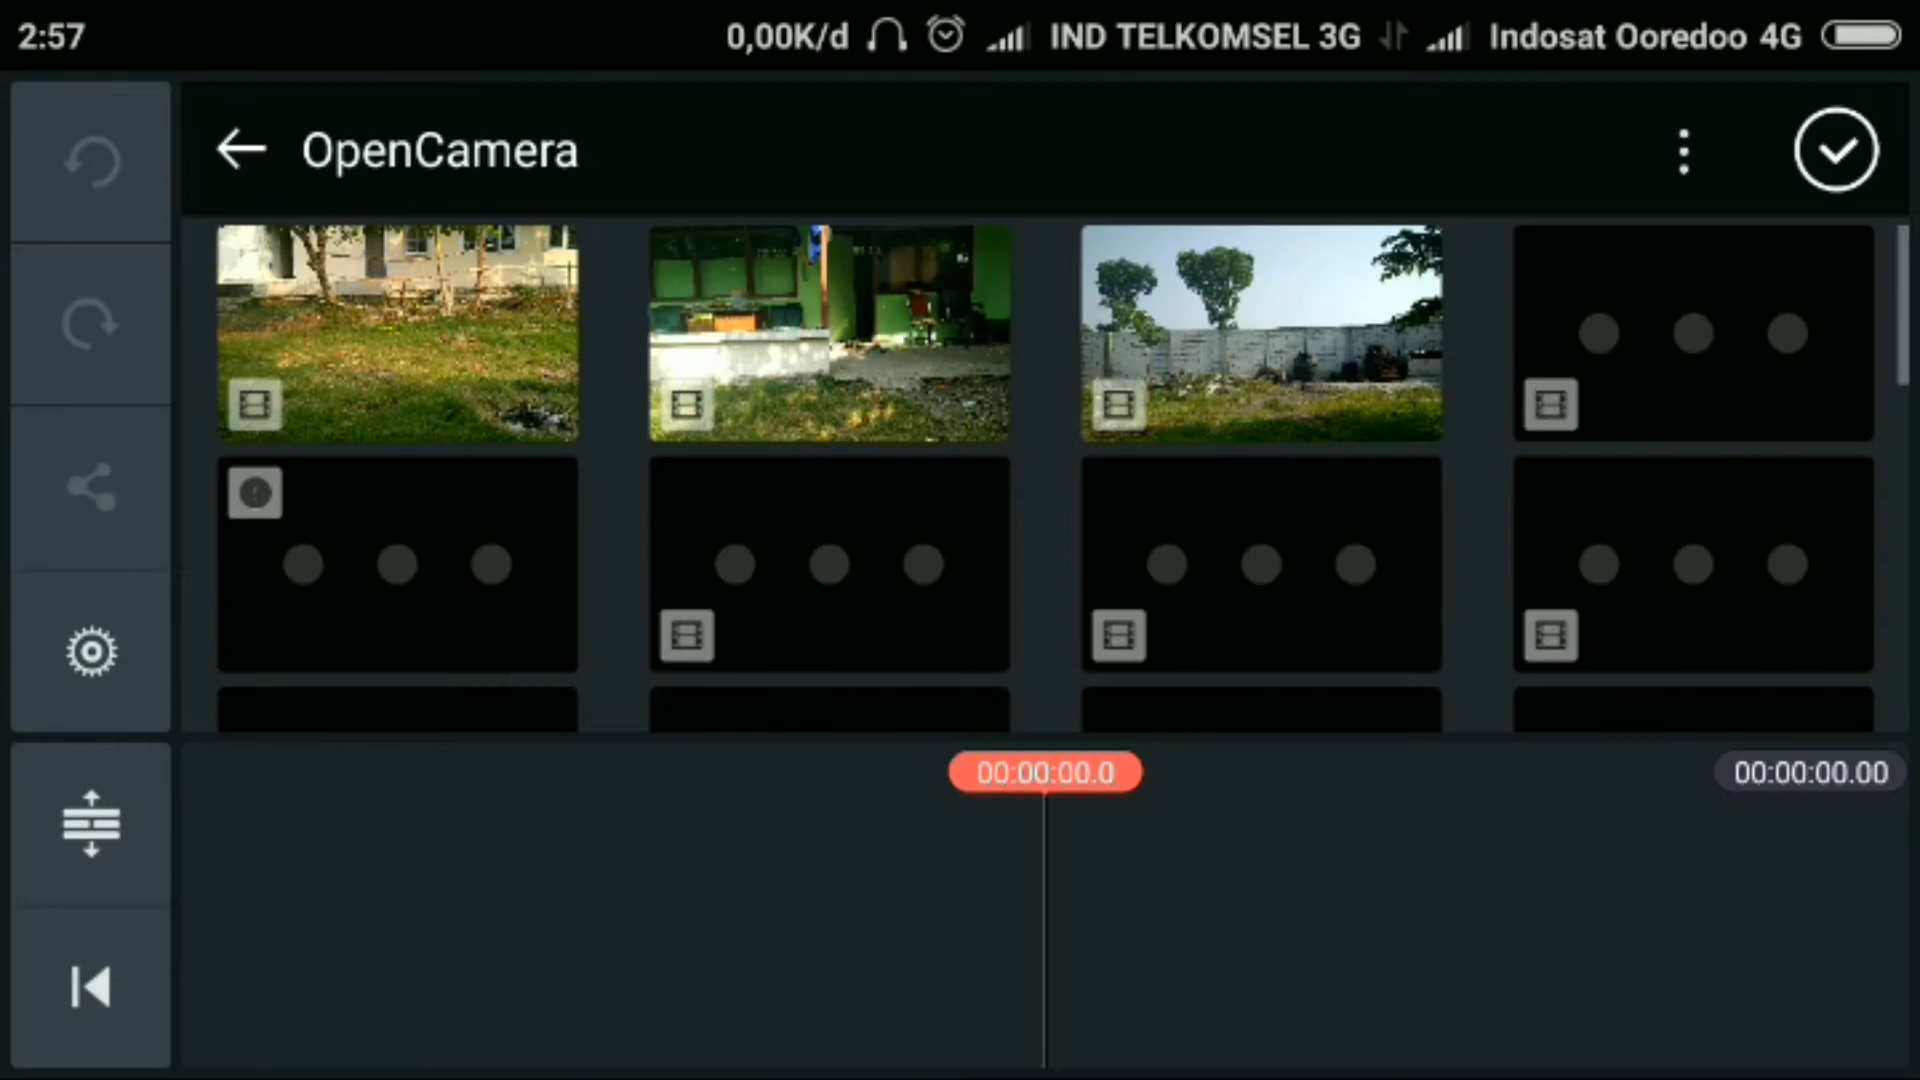 2:57
0,00K/d IND TELKOMSEL 3G Indosat Ooredoo 4G
OpenCamera
00:00:00.0
00:00:00.00